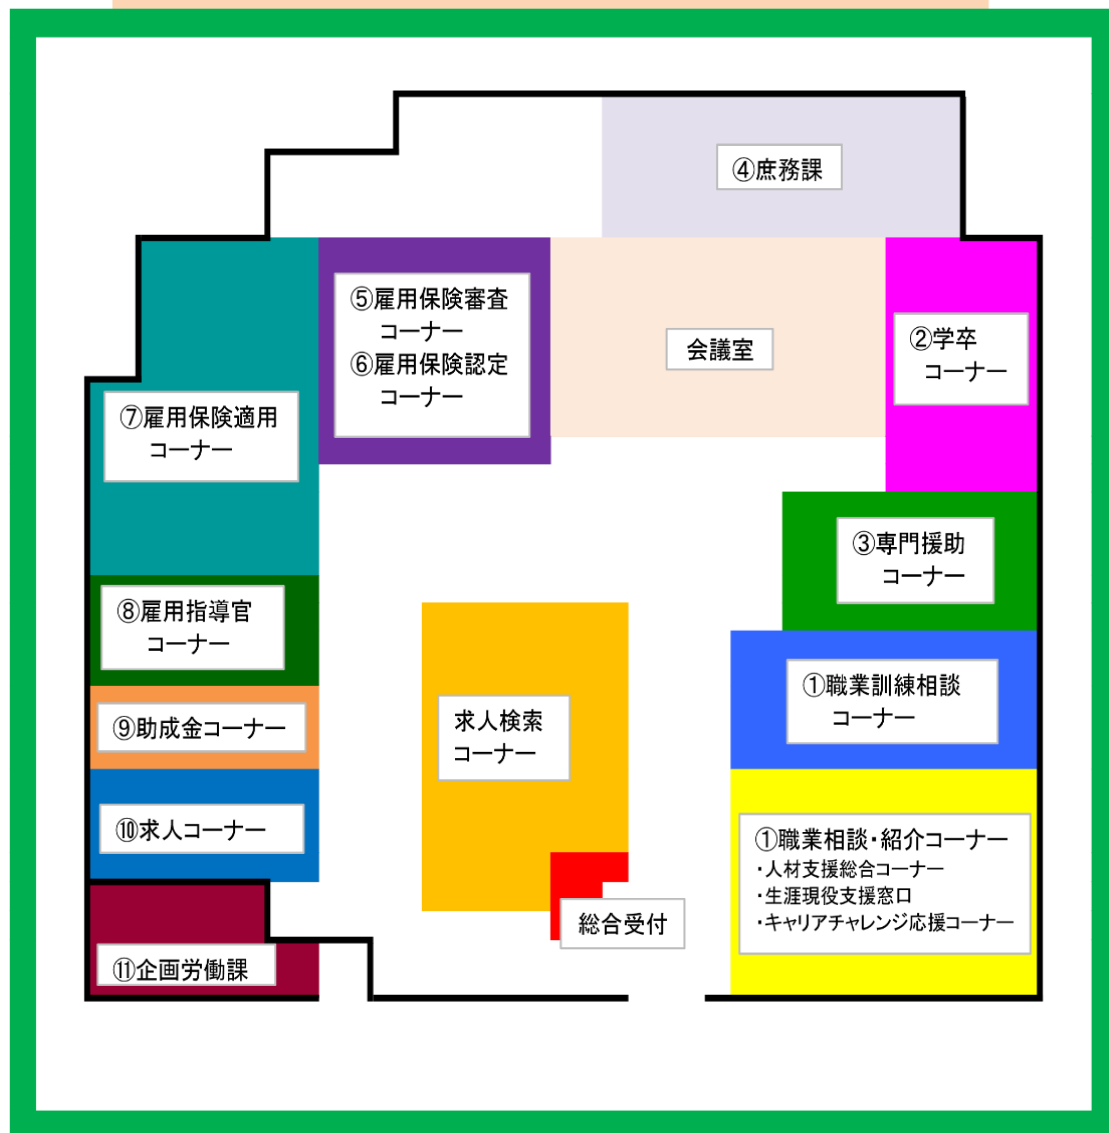 ④庶務課
⑤雇用保険審査
コーナー
⑥雇用保険認定
コーナー
会議室
②学卒
コーナー
⑦雇用保険適用
コーナー
③専門援助
コーナー
⑧雇用指導官
コーナー
①職業訓練相談
コーナー
⑨助成金コーナー
求人検索
コーナー
⑩求人コーナー
①職業相談・紹介コーナー
・人材支援総合コーナー
・生涯現役支援窓口
・キャリアチャレンジ応援コーナー
総合受付
⑪企画労働課